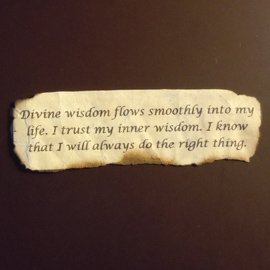 Divine wisdom flows smoothly into my
life. I trust my inner wisdom. I know
that I will always do the right thing.